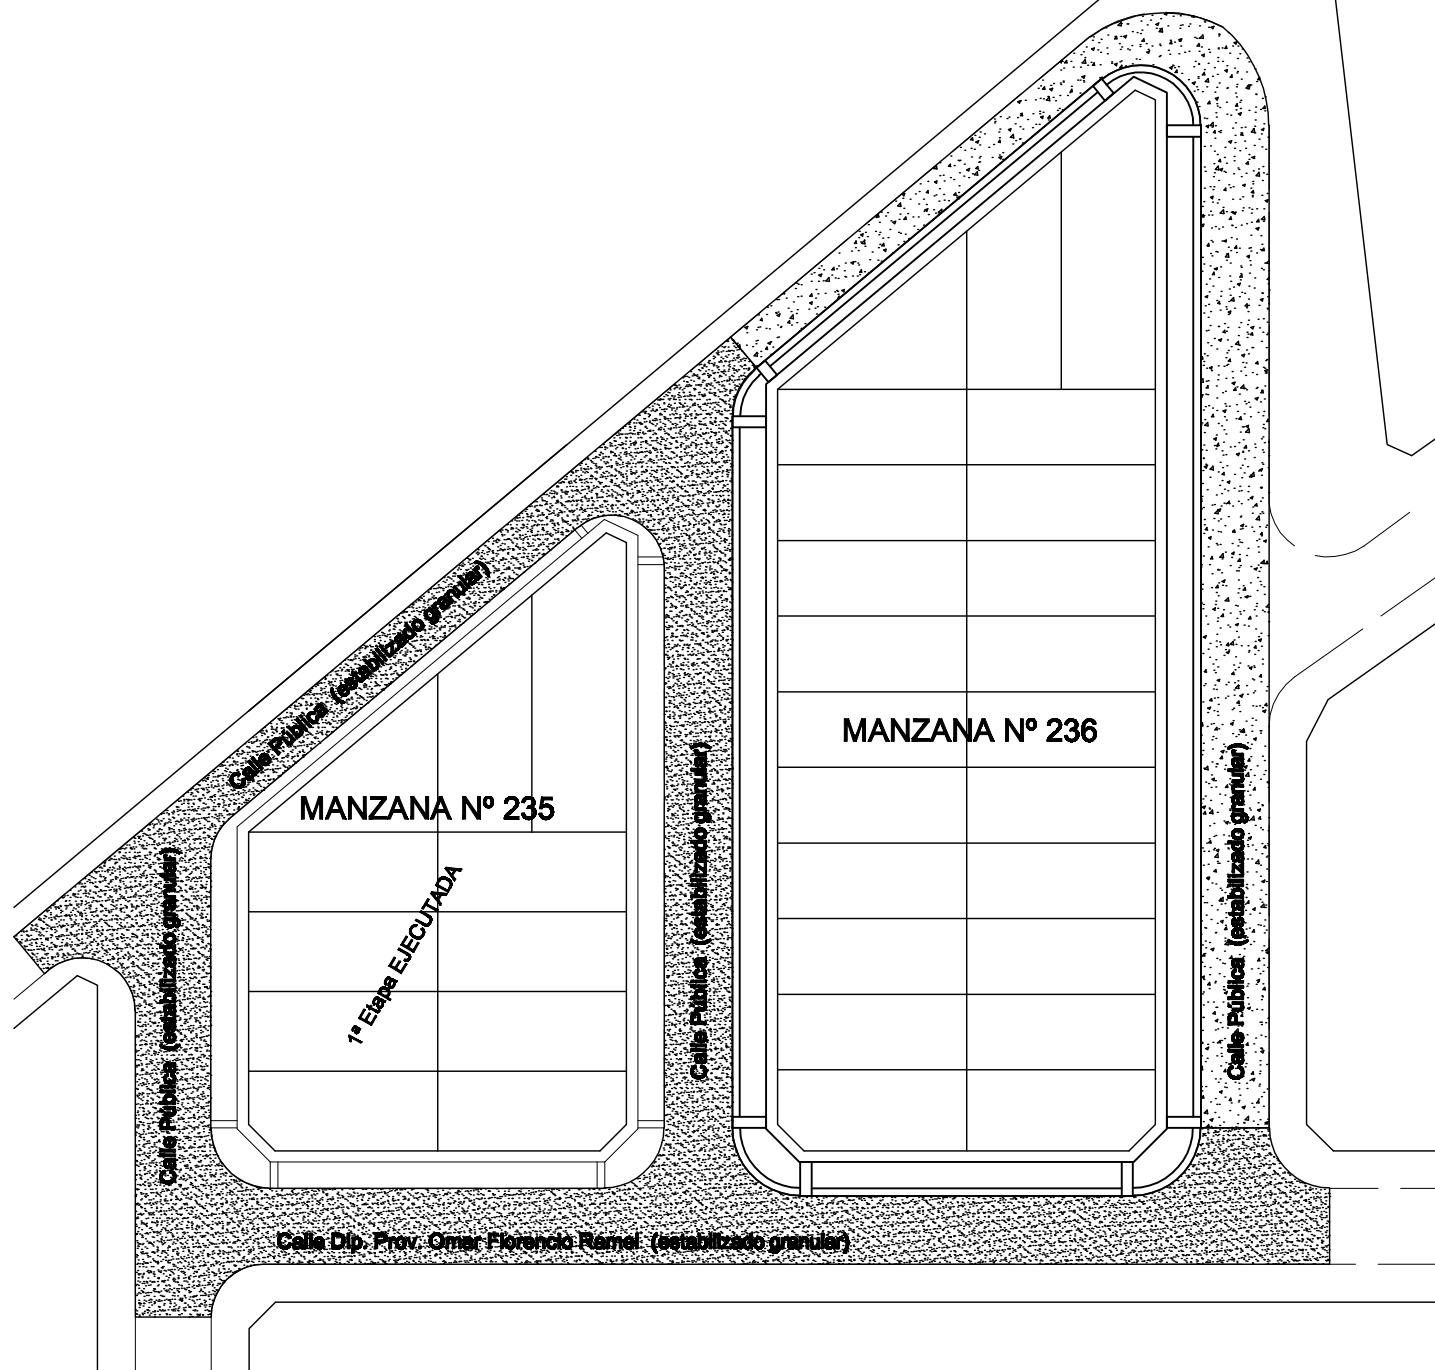 Calle Pública (estabilizado granular)
MANZANA Nº 236
MANZANA Nº 235
1ª Etapa EJECUTADA
Calle Pública (estabilizado granular)
Calle Pública (estabilizado granular)
Calle Pública (estabilizado granular)
Calle Dip. Prov. Omar Florencio Ramel (estabilizado granular)